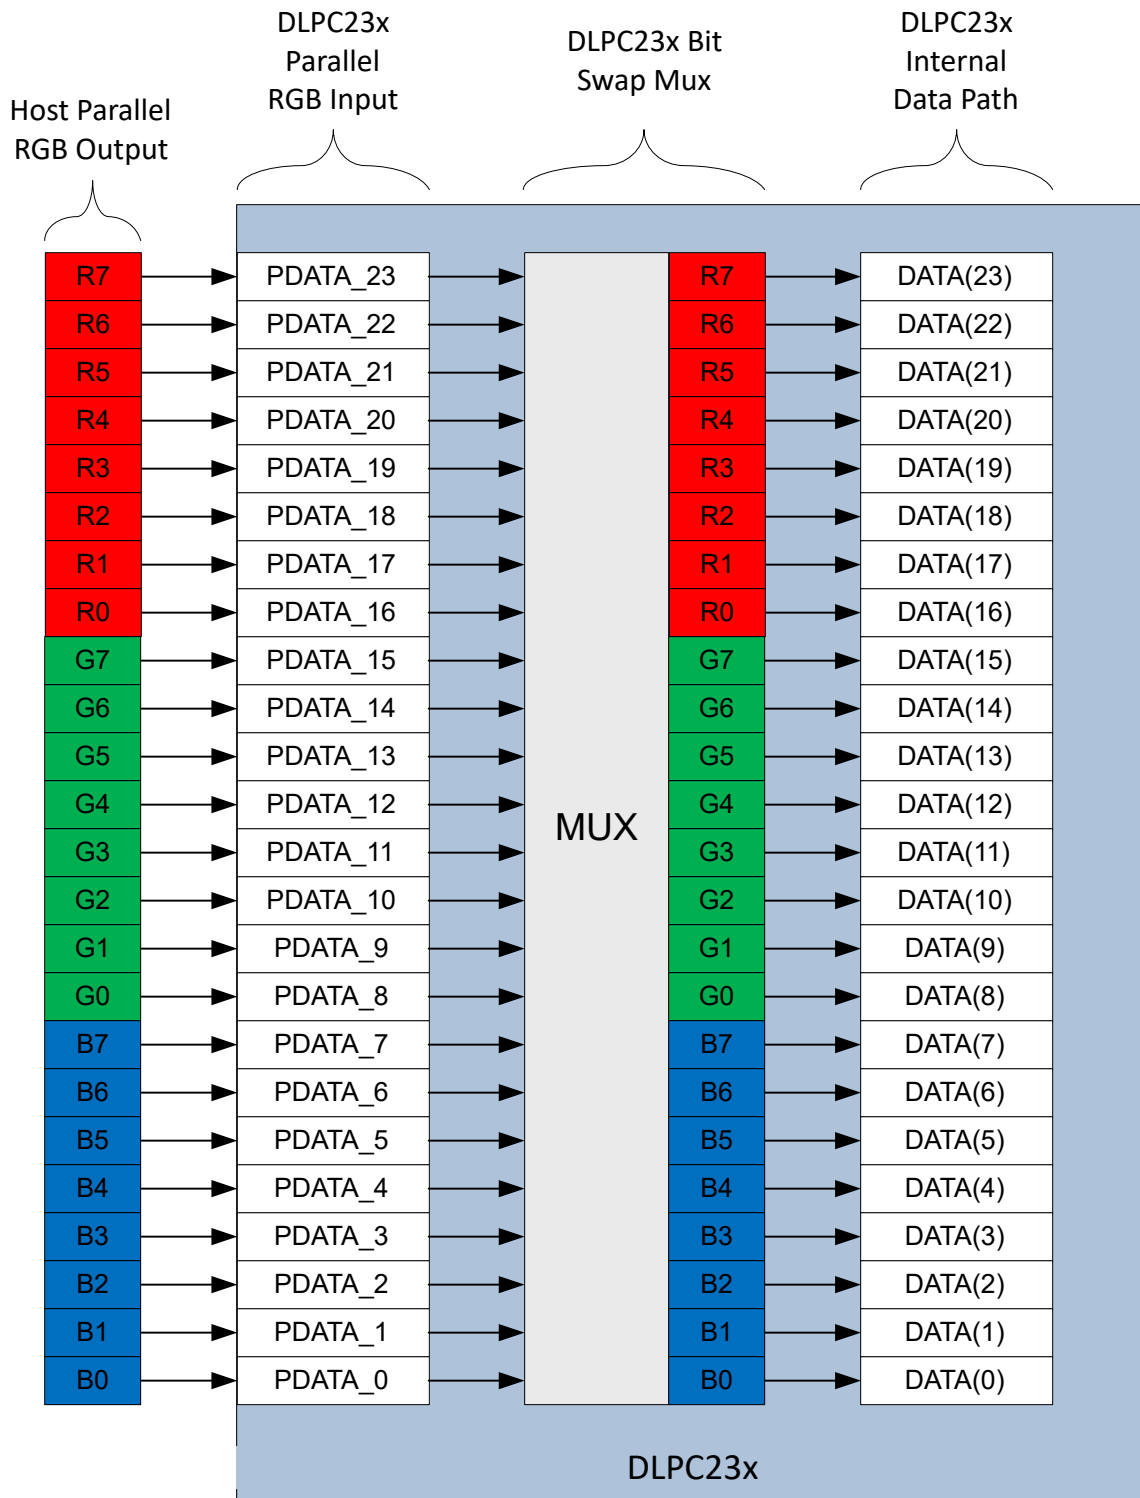 DLPC23x
Parallel
RGB Input
DLPC23x Bit
Swap Mux
DLPC23x
Internal
Data Path
Host Parallel
RGB Output
R7 PDATA_23 R7 DATA(23)
R6 PDATA_22 R6 DATA(22)
R5 PDATA_21 R5 DATA(21)
R4 PDATA_20 R4 DATA(20)
R3 PDATA_19 R3 DATA(19)
R2 PDATA_18 R2 DATA(18)
R1 PDATA_17 R1 DATA(17)
R0 PDATA_16 R0 DATA(16)
G7 PDATA_15 G7 DATA(15)
G6 PDATA_14 G6 DATA(14)
G5 PDATA_13 G5 DATA(13)
G4 PDATA_12 G4 DATA(12)
MUX
G3 PDATA_11 G3 DATA(11)
G2 PDATA_10 G2 DATA(10)
G1 PDATA_9 G1 DATA(9)
G0 PDATA_8 G0 DATA(8)
B7 PDATA_7 B7 DATA(7)
B6 PDATA_6 B6 DATA(6)
B5 PDATA_5 B5 DATA(5)
B4 PDATA_4 B4 DATA(4)
B3 PDATA_3 B3 DATA(3)
B2 PDATA_2 B2 DATA(2)
B1 PDATA_1 B1 DATA(1)
B0 PDATA_0 B0 DATA(0)
DLPC23x